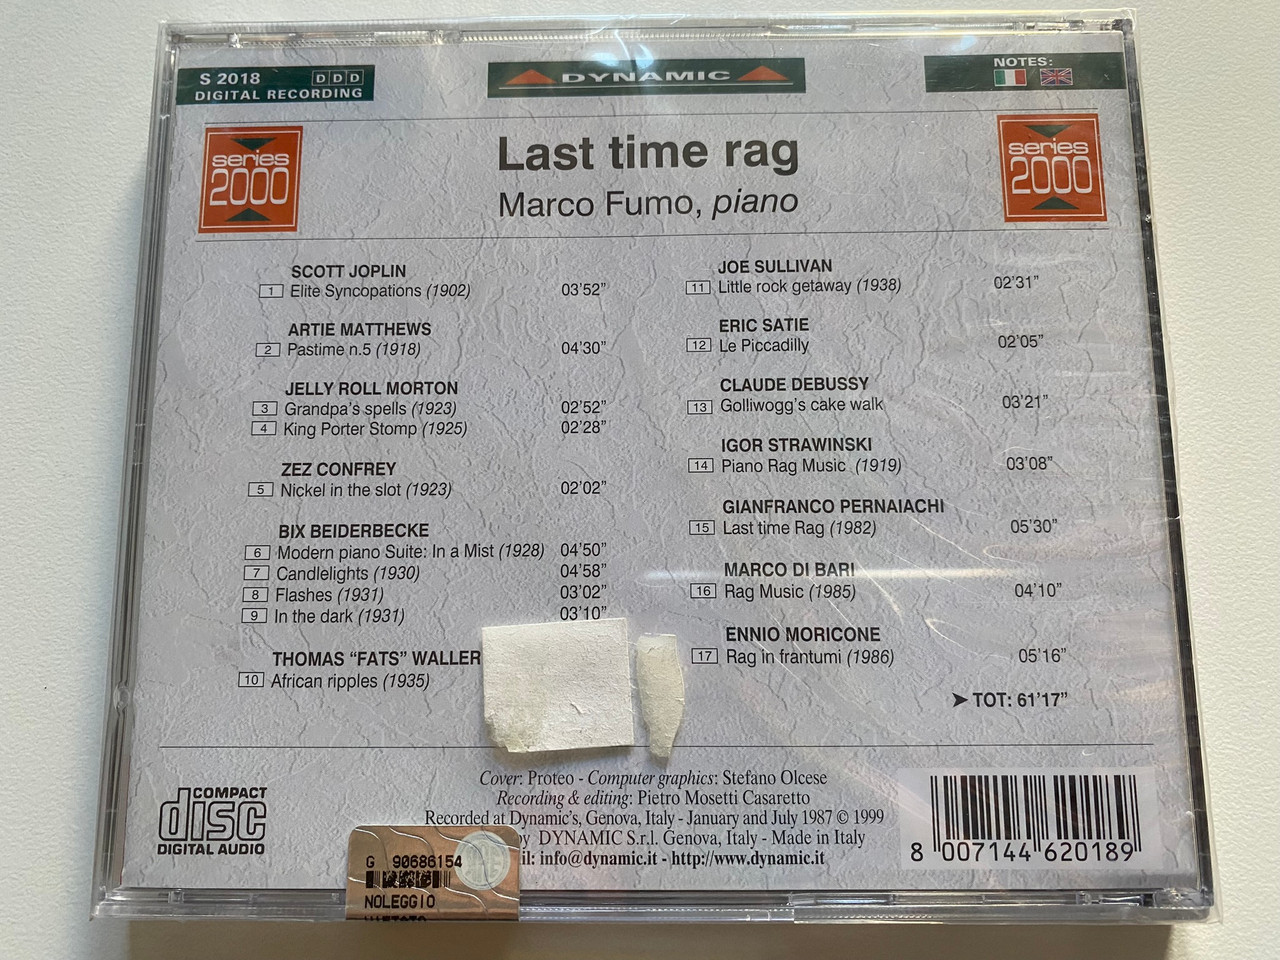 S 2018 DDD
DIGITAL RECORDING
DYNAMIC
NOTES:
series
2000
Last time rag
Marco Fumo, piano
series
2000
SCOTT JOPLIN
1 Elite Syncopations (1902) 03'52"
ARTIE MATTHEWS
2 Pastime n.5 (1918) 04'30"
JELLY ROLL MORTON
3 Grandpa's spells (1923) 02'52"
4 King Porter Stomp (1925) 02'28"
ZEZ CONFREY
5 Nickel in the slot (1923) 02'02"
BIX BEIDERBECKE
6 Modern piano Suite: In a Mist (1928) 04'50"
7 Candlelights (1930) 04'58"
8 Flashes (1931) 03'02"
9 In the dark (1931) 03'10"
THOMAS “FATS” WALLER
10 African ripples (1935)
JOE SULLIVAN
11 Little rock getaway (1938) 02'31"
ERIC SATIE
12 Le Piccadilly 02'05"
CLAUDE DEBUSSY
13 Golliwogg's cake walk 03'21"
IGOR STRAWINSKI
14 Piano Rag Music (1919) 03'08"
GIANFRANCO PERNAIACHI
15 Last time Rag (1982) 05'30"
MARCO DI BARI
16 Rag Music (1985) 04'10"
ENNIO MORICONE
17 Rag in frantumi (1986) 05'16"
➤ TOT: 61'17"
Cover: Proteo - Computer graphics: Stefano Olcese
Recording & editing: Pietro Mosetti Casaretto
Recorded at Dynamic's, Genova, Italy - January and July 1987 © 1999
by DYNAMIC S.r.l. Genova, Italy - Made in Italy
il: info@dynamic.it - http://www.dynamic.it
COMPACT
disc
DIGITAL AUDIO
G 90686154
NOLEGGIO
8 007144 620189